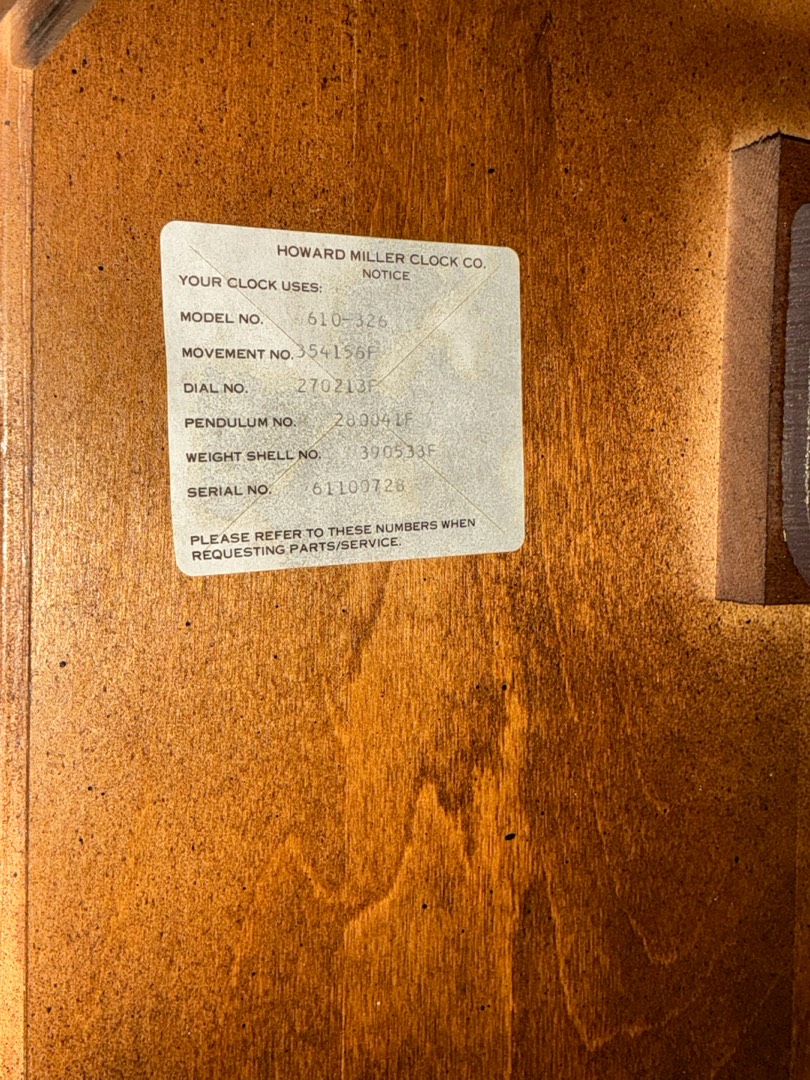 HOWARD MILLER CLOCK CO.
NOTICE
YOUR CLOCK USES:
MODEL NO. 610-326
MOVEMENT NO. 354156F
DIAL NO. 270213F
PENDULUM NO. 280041F
WEIGHT SHELL NO. 390533F
SERIAL NO. 61100728
PLEASE REFER TO THESE NUMBERS WHEN
REQUESTING PARTS/SERVICE.